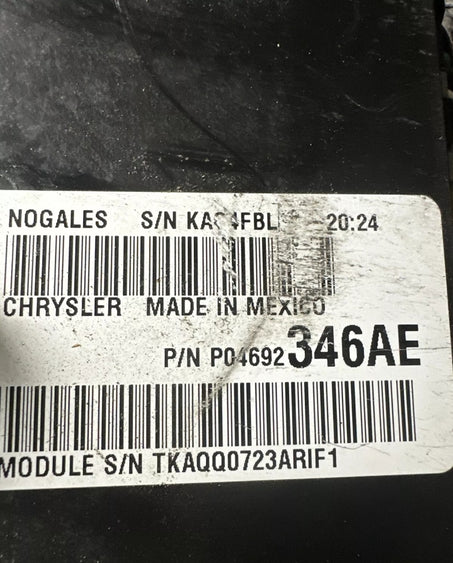 NOGALES S/N 20:24
CHRYSLER MADE IN MEXICO
P/N P04692346AE
MODULE S/N TKAQQ0723ARIF1